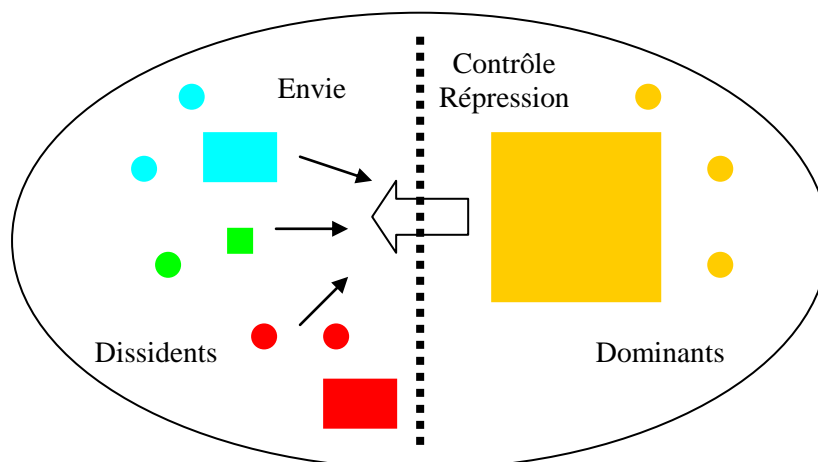 Envie
Contrôle
Répression
Dissidents
Dominants